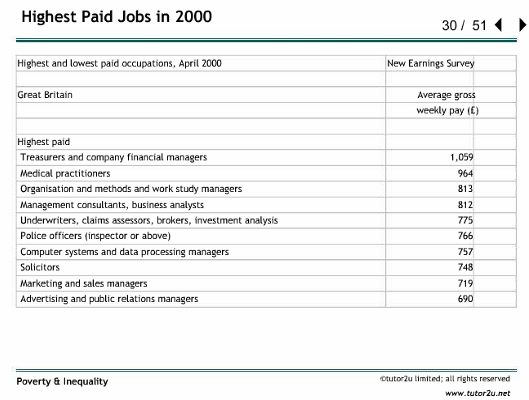 Highest Paid Jobs in 2000
30 / 51
Highest and lowest paid occupations, April 2000 New Earnings Survey
Great Britain Average gross
weekly pay (£)
Highest paid
Treasurers and company financial managers 1,059
Medical practitioners 964
Organisation and methods and work study managers 813
Management consultants, business analysts 812
Underwriters, claims assessors, brokers, investment analysis 775
Police officers (inspector or above) 766
Computer systems and data processing managers 757
Solicitors 748
Marketing and sales managers 719
Advertising and public relations managers 690
Poverty & Inequality
©tutor2u limited; all rights reserved
www.tutor2u.net